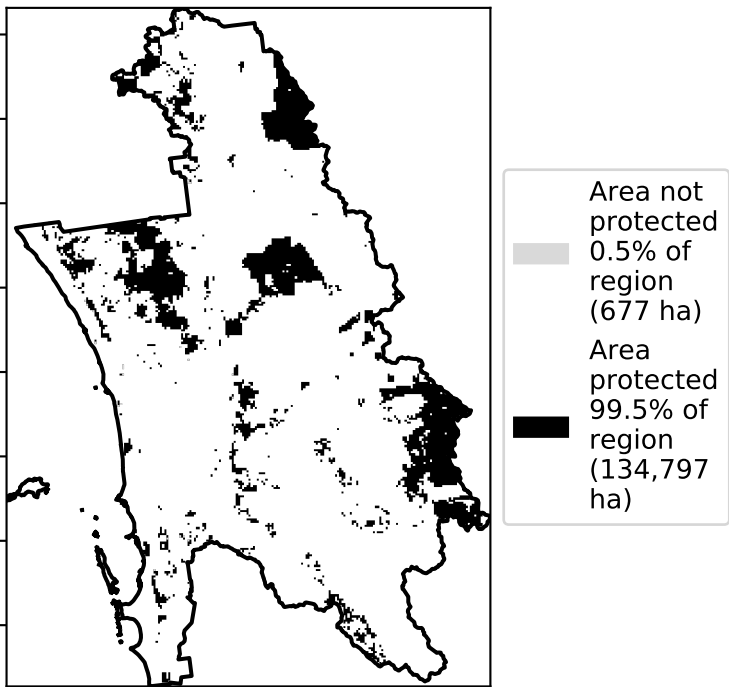 Area not
protected
0.5% of
region
(677 ha)
Area
protected
99.5% of
region
(134,797
ha)